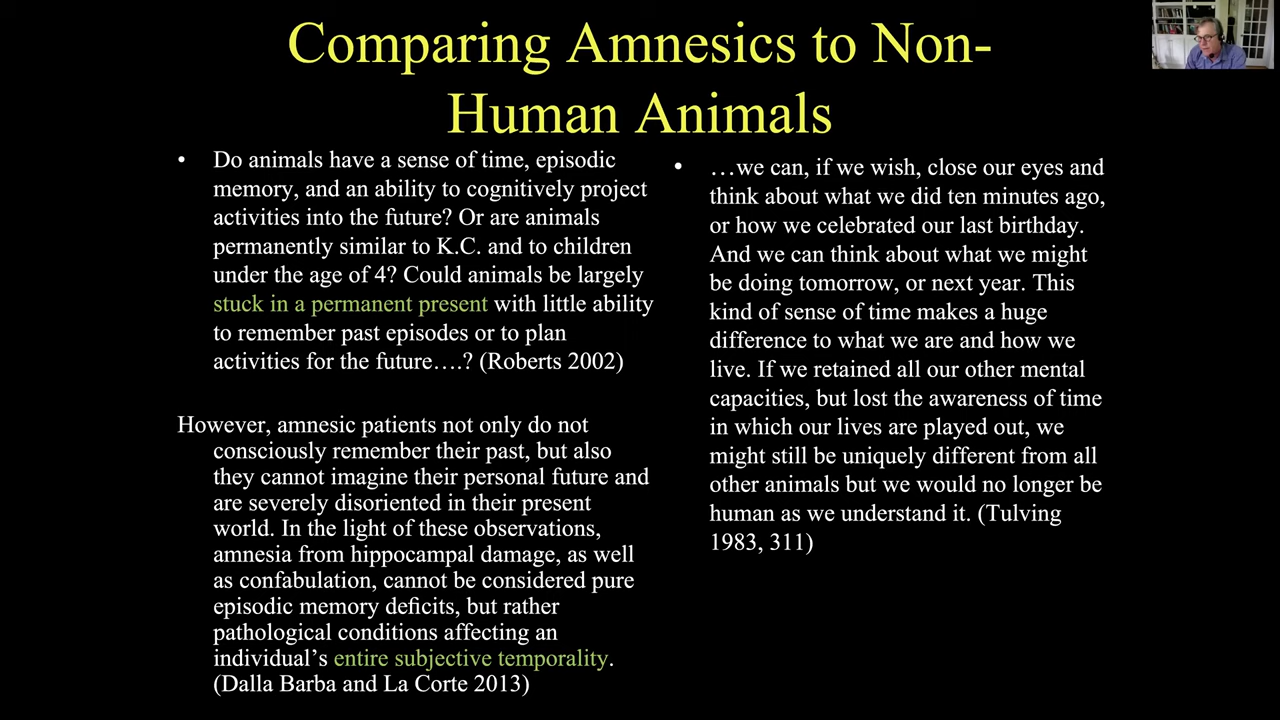 Comparing Amnesics to Non-
Human Animals
• Do animals have a sense of time, episodic
memory, and an ability to cognitively project
activities into the future? Or are animals
permanently similar to K.C. and to children
under the age of 4? Could animals be largely
stuck in a permanent present with little ability
to remember past episodes or to plan
activities for the future….? (Roberts 2002)
However, amnesic patients not only do not
consciously remember their past, but also
they cannot imagine their personal future and
are severely disoriented in their present
world. In the light of these observations,
amnesia from hippocampal damage, as well
as confabulation, cannot be considered pure
episodic memory deficits, but rather
pathological conditions affecting an
individual’s entire subjective temporality.
(Dalla Barba and La Corte 2013)
• …we can, if we wish, close our eyes and
think about what we did ten minutes ago,
or how we celebrated our last birthday.
And we can think about what we might
be doing tomorrow, or next year. This
kind of sense of time makes a huge
difference to what we are and how we
live. If we retained all our other mental
capacities, but lost the awareness of time
in which our lives are played out, we
might still be uniquely different from all
other animals but we would no longer be
human as we understand it. (Tulving
1983, 311)